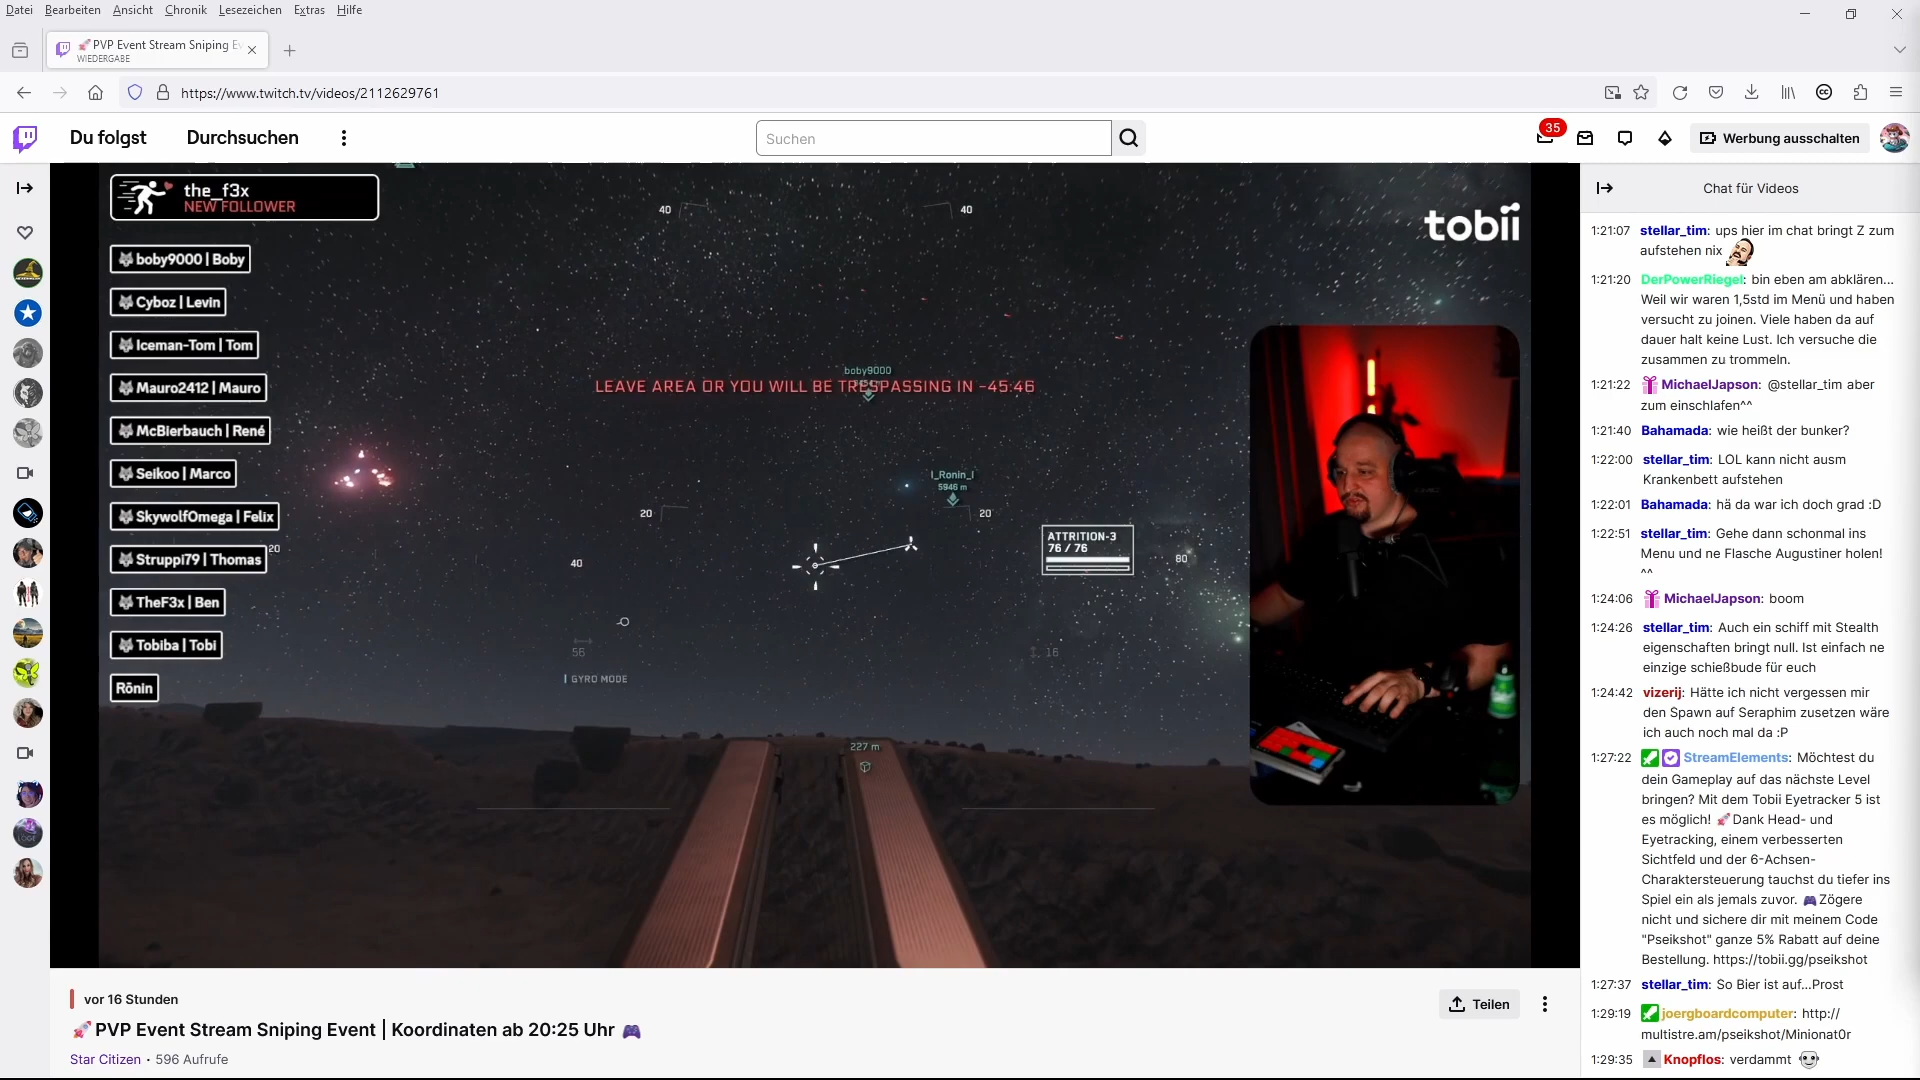 Datei Bearbeiten Ansicht Chronik Lesezeichen Extras Hilfe
PVP Event Stream Sniping Ev
WIEDERGABE
https://www.twitch.tv/videos/2112629761
Du folgst Durchsuchen
Suchen
35
Werbung ausschalten
the_f3x
NEW FOLLOWER
boby9000 | Boby
Cyboz | Levin
Iceman-Tom | Tom
Mauro2412 | Mauro
McBierbauch | René
Seikoo | Marco
SkywolfOmega | Felix
Struppi79 | Thomas
TheF3x | Ben
Tobiba | Tobi
Rōnin
40 40
tobii
boby9000
LEAVE AREA OR YOU WILL BE TRESPASSING IN -45:46
I_Ronin_I
5946 m
20 20
ATTRITION-3
76 / 76
20
40
80
56
16
GYRO MODE
227 m
vor 16 Stunden
PVP Event Stream Sniping Event | Koordinaten ab 20:25 Uhr
Star Citizen • 596 Aufrufe
Teilen
Chat für Videos
1:21:07 stellar_tim: ups hier im chat bringt Z zum
aufstehen nix
1:21:20 DerPowerRiegel: bin eben am abklären...
Weil wir waren 1,5std im Menü und haben
versucht zu joinen. Viele haben da auf
dauer halt keine Lust. Ich versuche die
zusammen zu trommeln.
1:21:22 MichaelJapson: @stellar_tim aber
zum einschlafen^^
1:21:40 Bahamada: wie heißt der bunker?
1:22:00 stellar_tim: LOL kann nicht ausm
Krankenbett aufstehen
1:22:01 Bahamada: hä da war ich doch grad :D
1:22:51 stellar_tim: Gehe dann schonmal ins
Menu und ne Flasche Augustiner holen!
^^
1:24:06 MichaelJapson: boom
1:24:26 stellar_tim: Auch ein schiff mit Stealth
eigenschaften bringt null. Ist einfach ne
einzige schießbude für euch
1:24:42 vizerij: Hätte ich nicht vergessen mir
den Spawn auf Seraphim zusetzen wäre
ich auch noch mal da :P
1:27:22 StreamElements: Möchtest du
dein Gameplay auf das nächste Level
bringen? Mit dem Tobii Eyetracker 5 ist
es möglich! Dank Head- und
Eyetracking, einem verbesserten
Sichtfeld und der 6-Achsen-
Charaktersteuerung tauchst du tiefer ins
Spiel ein als jemals zuvor. Zögere
nicht und sichere dir mit meinem Code
"Pseikshot" ganze 5% Rabatt auf deine
Bestellung. https://tobii.gg/pseikshot
1:27:37 stellar_tim: So Bier ist auf...Prost
1:29:19 joergboardcomputer: http://
multistre.am/pseikshot/Minionat0r
1:29:35 Knopflos: verdammt